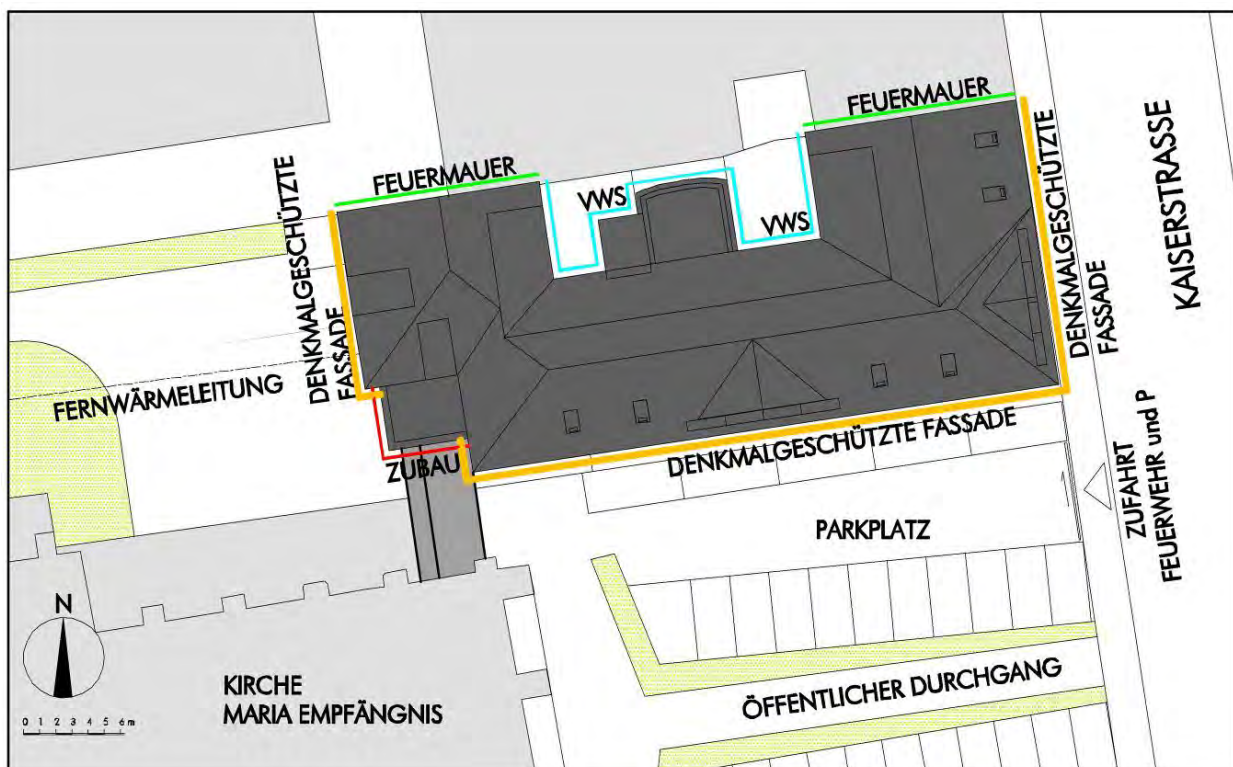 FEUERMAUER
KAISERSTRASSE
DENKMALGESCHÜTZTE
FASSADE
FEUERMAUER
VWS
VWS
DENKMALGESCHÜTZTE
FASSADE
FERNWÄRMELEITUNG
ZUBAU
DENKMALGESCHÜTZTE FASSADE
ZUFAHRT
FEUERWEHR und P
PARKPLATZ
N
0 1 2 3 4 5 6m
KIRCHE
MARIA EMPFÄNGNIS
ÖFFENTLICHER DURCHGANG